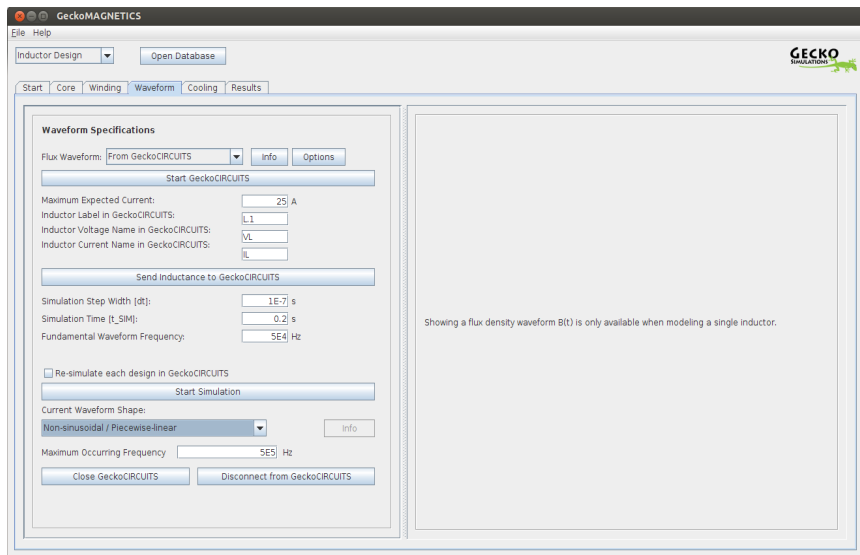 GeckoMAGNETICS
File Help
Inductor Design Open Database
GECKO
SIMULATIONS
Start Core Winding Waveform Cooling Results
Waveform Specifications
Flux Waveform: From GeckoCIRCUITS Info Options
Start GeckoCIRCUITS
Maximum Expected Current: 25 A
Inductor Label in GeckoCIRCUITS: L.1
Inductor Voltage Name in GeckoCIRCUITS: VL
Inductor Current Name in GeckoCIRCUITS: IL
Send Inductance to GeckoCIRCUITS
Simulation Step Width [dt]: 1E-7 s
Simulation Time [t_SIM]: 0.2 s
Fundamental Waveform Frequency: 5E4 Hz
Re-simulate each design in GeckoCIRCUITS
Start Simulation
Current Waveform Shape:
Non-sinusoidal / Piecewise-linear Info
Maximum Occurring Frequency 5E5 Hz
Close GeckoCIRCUITS Disconnect from GeckoCIRCUITS
Showing a flux density waveform B(t) is only available when modeling a single inductor.